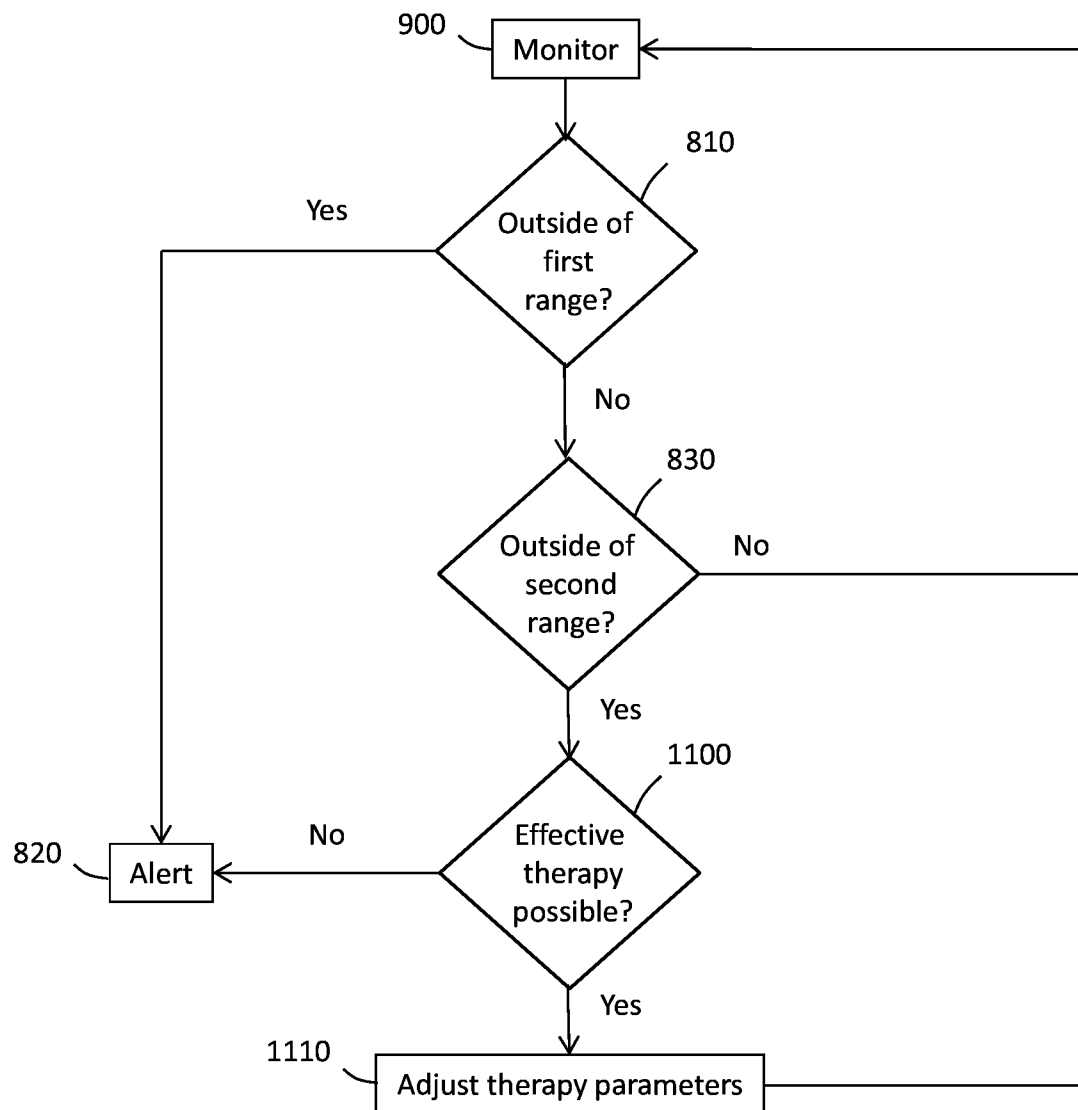 900
Monitor
810
Yes
Outside of
first
range?
No
830
Outside of
second
range?
No
Yes
1100
Effective
therapy
possible?
No
820
Alert
Yes
1110
Adjust therapy parameters